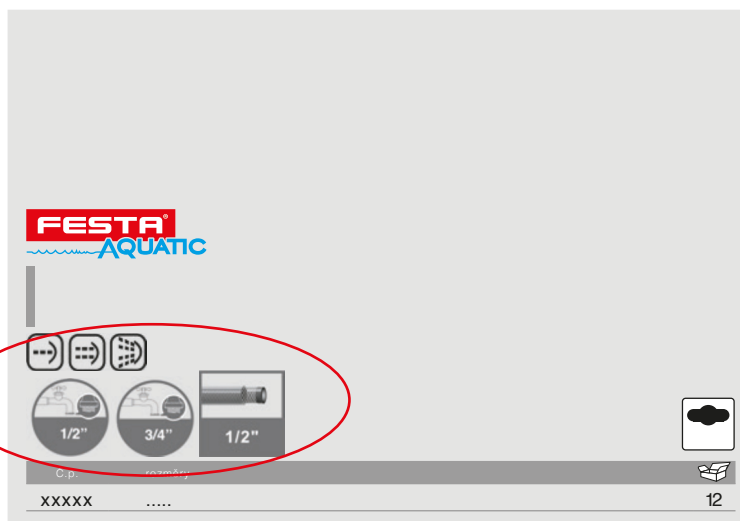 FESTA®
AQUATIC
1/2” 3/4” 1/2"
C.p. rozměry
xxxxx ..... 12